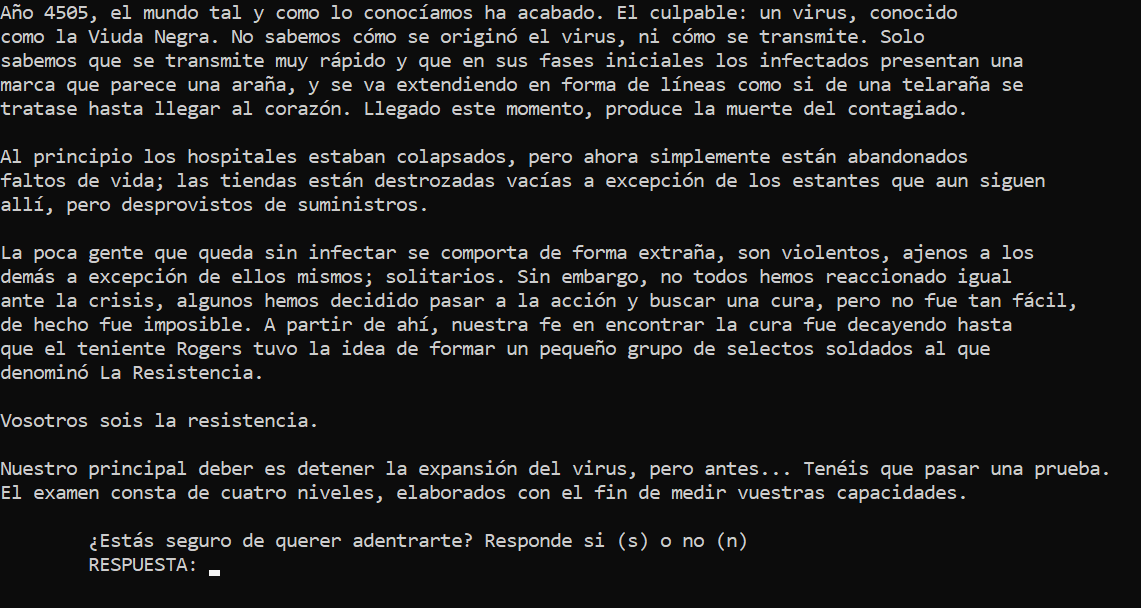 Año 4505, el mundo tal y como lo conocíamos ha acabado. El culpable: un virus, conocido
como la Viuda Negra. No sabemos cómo se originó el virus, ni cómo se transmite. Solo
sabemos que se transmite muy rápido y que en sus fases iniciales los infectados presentan una
marca que parece una araña, y se va extendiendo en forma de líneas como si de una telaraña se
tratase hasta llegar al corazón. Llegado este momento, produce la muerte del contagiado.
Al principio los hospitales estaban colapsados, pero ahora simplemente están abandonados
faltos de vida; las tiendas están destrozadas vacías a excepción de los estantes que aun siguen
allí, pero desprovistos de suministros.
La poca gente que queda sin infectar se comporta de forma extraña, son violentos, ajenos a los
demás a excepción de ellos mismos; solitarios. Sin embargo, no todos hemos reaccionado igual
ante la crisis, algunos hemos decidido pasar a la acción y buscar una cura, pero no fue tan fácil,
de hecho fue imposible. A partir de ahí, nuestra fe en encontrar la cura fue decayendo hasta
que el teniente Rogers tuvo la idea de formar un pequeño grupo de selectos soldados al que
denominó La Resistencia.
Vosotros sois la resistencia.
Nuestro principal deber es detener la expansión del virus, pero antes... Tenéis que pasar una prueba.
El examen consta de cuatro niveles, elaborados con el fin de medir vuestras capacidades.
¿Estás seguro de querer adentrarte? Responde si (s) o no (n)
RESPUESTA: